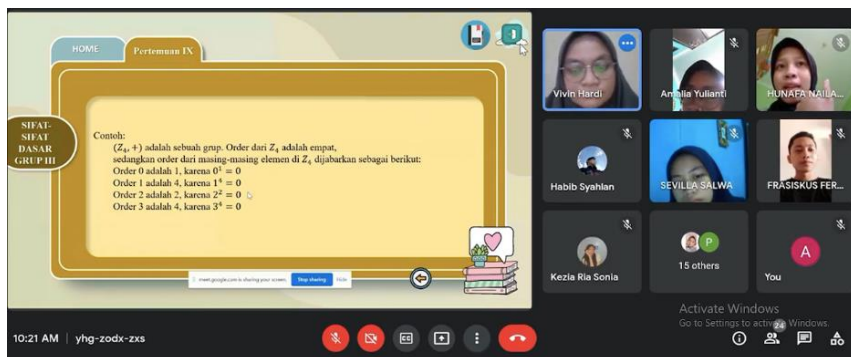 HOME
Pertemuan IX
SIFAT-
SIFAT
DASAR
GRUP III
Contoh:
(Z₄, +) adalah sebuah grup. Order dari Z₄ adalah empat,
sedangkan order dari masing-masing elemen di Z₄ dijabarkan sebagai berikut:
Order 0 adalah 1, karena 0¹ = 0
Order 1 adalah 4, karena 1⁴ = 0
Order 2 adalah 2, karena 2² = 0
Order 3 adalah 4, karena 3⁴ = 0
meet.google.com is sharing your screen.
Stop sharing
Hide
Vivin Hardi
Amalia Yulianti
HUNAFA NAILA...
Habib Syahlan
SEVILLA SALWA
FRASISKUS FER...
Kezia Ria Sonia
P
15 others
A
You
Activate Windows
Go to Settings to activate Windows.
10:21 AM | yhg-zodx-zxs
CC
24